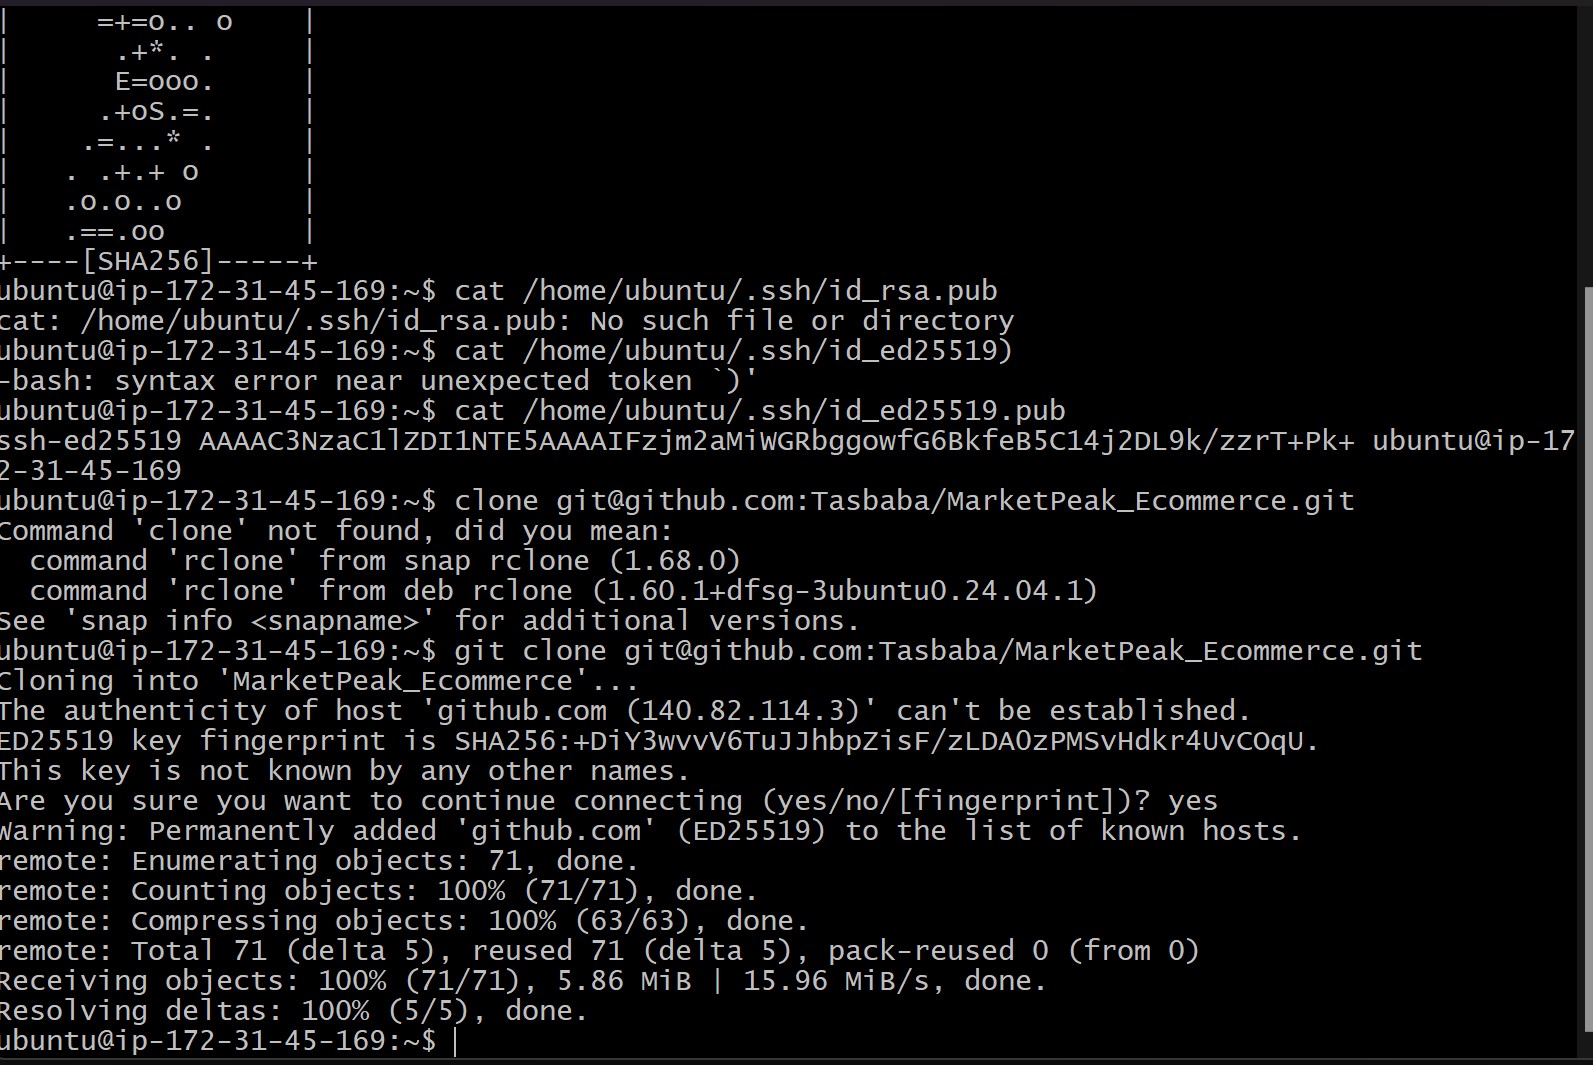 |     =+=o.. o    |
|      .+*. .     |
|      E=ooo.     |
|     .+oS.=.     |
|    .=...* .     |
|   . .+.+ o      |
|   .o.o..o       |
|   .==.oo        |
+----[SHA256]-----+
ubuntu@ip-172-31-45-169:~$ cat /home/ubuntu/.ssh/id_rsa.pub
cat: /home/ubuntu/.ssh/id_rsa.pub: No such file or directory
ubuntu@ip-172-31-45-169:~$ cat /home/ubuntu/.ssh/id_ed25519)
-bash: syntax error near unexpected token `)'
ubuntu@ip-172-31-45-169:~$ cat /home/ubuntu/.ssh/id_ed25519.pub
ssh-ed25519 AAAAC3NzaC1lZDI1NTE5AAAAIFzjm2aMiWGRbggowfG6BkfeB5C14j2DL9k/zzrT+Pk+ ubuntu@ip-17
2-31-45-169
ubuntu@ip-172-31-45-169:~$ clone git@github.com:Tasbaba/MarketPeak_Ecommerce.git
Command 'clone' not found, did you mean:
  command 'rclone' from snap rclone (1.68.0)
  command 'rclone' from deb rclone (1.60.1+dfsg-3ubuntu0.24.04.1)
See 'snap info <snapname>' for additional versions.
ubuntu@ip-172-31-45-169:~$ git clone git@github.com:Tasbaba/MarketPeak_Ecommerce.git
Cloning into 'MarketPeak_Ecommerce'...
The authenticity of host 'github.com (140.82.114.3)' can't be established.
ED25519 key fingerprint is SHA256:+DiY3wvvV6TuJJhbpZisF/zLDA0zPMSvHdkr4UvCOqU.
This key is not known by any other names.
Are you sure you want to continue connecting (yes/no/[fingerprint])? yes
Warning: Permanently added 'github.com' (ED25519) to the list of known hosts.
remote: Enumerating objects: 71, done.
remote: Counting objects: 100% (71/71), done.
remote: Compressing objects: 100% (63/63), done.
remote: Total 71 (delta 5), reused 71 (delta 5), pack-reused 0 (from 0)
Receiving objects: 100% (71/71), 5.86 MiB | 15.96 MiB/s, done.
Resolving deltas: 100% (5/5), done.
ubuntu@ip-172-31-45-169:~$